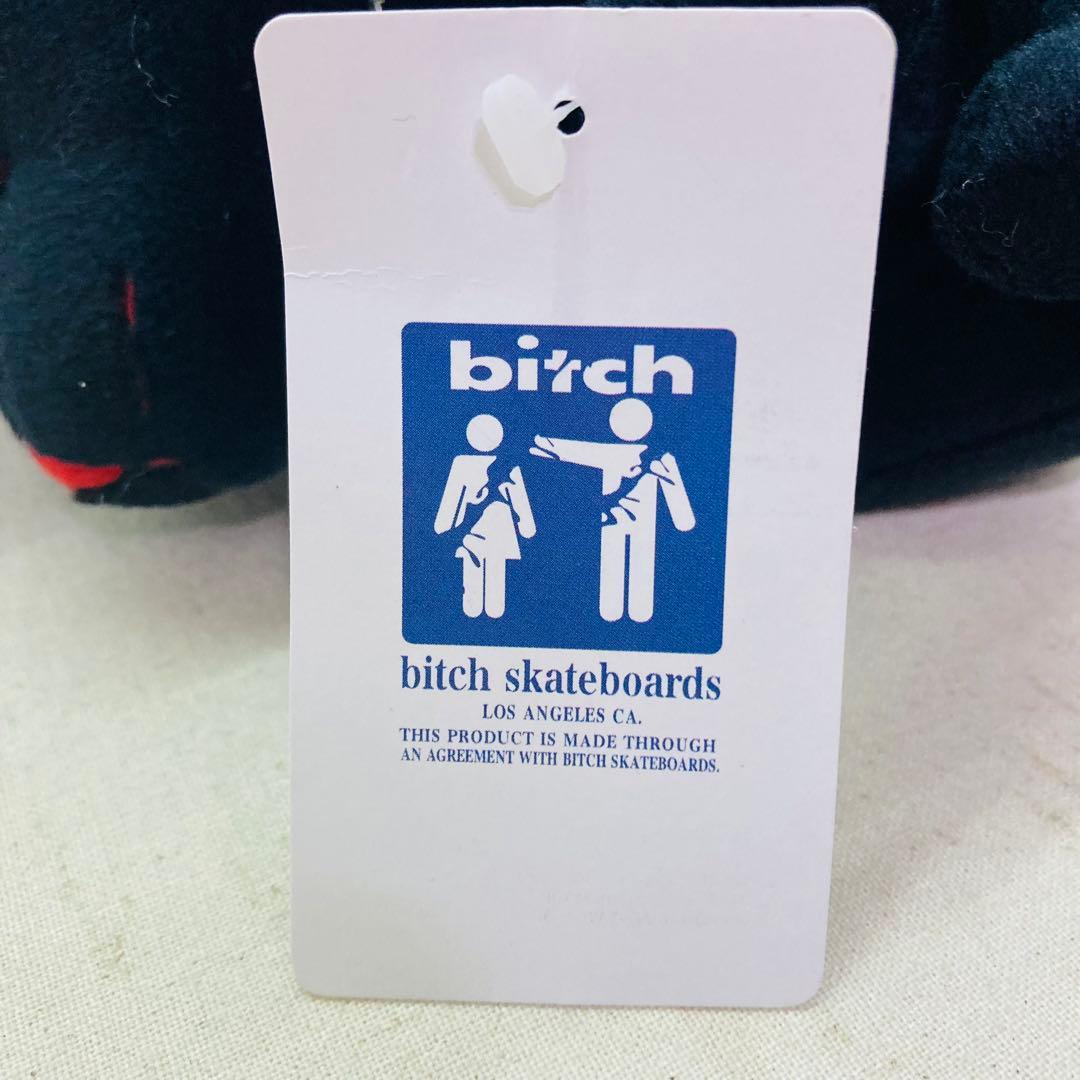 bitch
bitch skateboards
LOS ANGELES CA.
THIS PRODUCT IS MADE THROUGH
AN AGREEMENT WITH BITCH SKATEBOARDS.